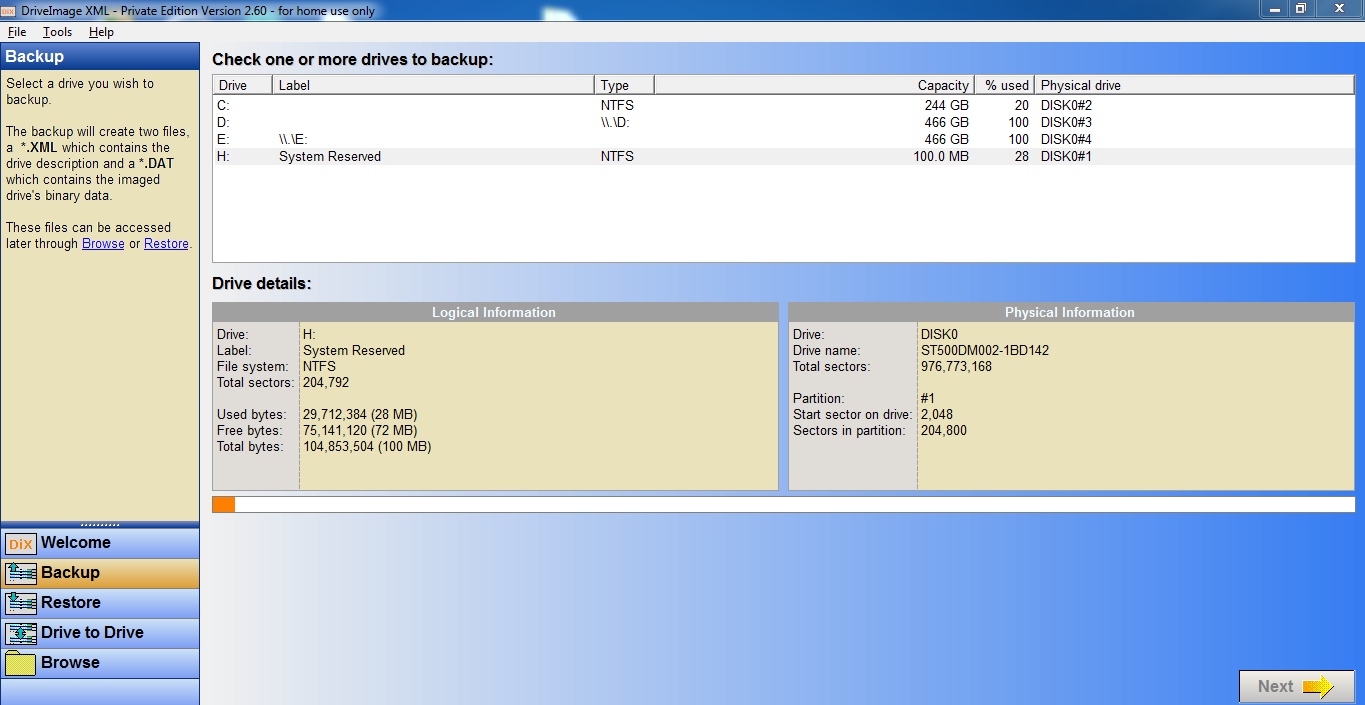 DiX DriveImage XML - Private Edition Version 2.60 - for home use only
File Tools Help
Backup
Select a drive you wish to
backup.
The backup will create two files,
a *.XML which contains the
drive description and a *.DAT
which contains the imaged
drive's binary data.
These files can be accessed
later through Browse or Restore.
DiX Welcome
Backup
Restore
Drive to Drive
Browse
Check one or more drives to backup:
Drive Label Type Capacity % used Physical drive
C: NTFS 244 GB 20 DISK0#2
D: \\.\D: 466 GB 100 DISK0#3
E: \\.\E: 466 GB 100 DISK0#4
H: System Reserved NTFS 100.0 MB 28 DISK0#1
Drive details:
Logical Information
Drive: H:
Label: System Reserved
File system: NTFS
Total sectors: 204,792
Used bytes: 29,712,384 (28 MB)
Free bytes: 75,141,120 (72 MB)
Total bytes: 104,853,504 (100 MB)
Physical Information
Drive: DISK0
Drive name: ST500DM002-1BD142
Total sectors: 976,773,168
Partition: #1
Start sector on drive: 2,048
Sectors in partition: 204,800
Next